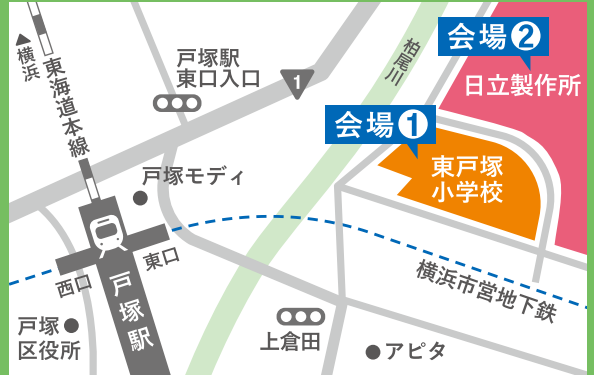 会場❷
日立製作所
柏尾川
戸塚駅
東口入口
1
▲横浜
東海道本線
会場❶
東戸塚
小学校
戸塚モディ
東口
西口
戸塚駅
横浜市営地下鉄
上倉田
アピタ
戸塚
区役所